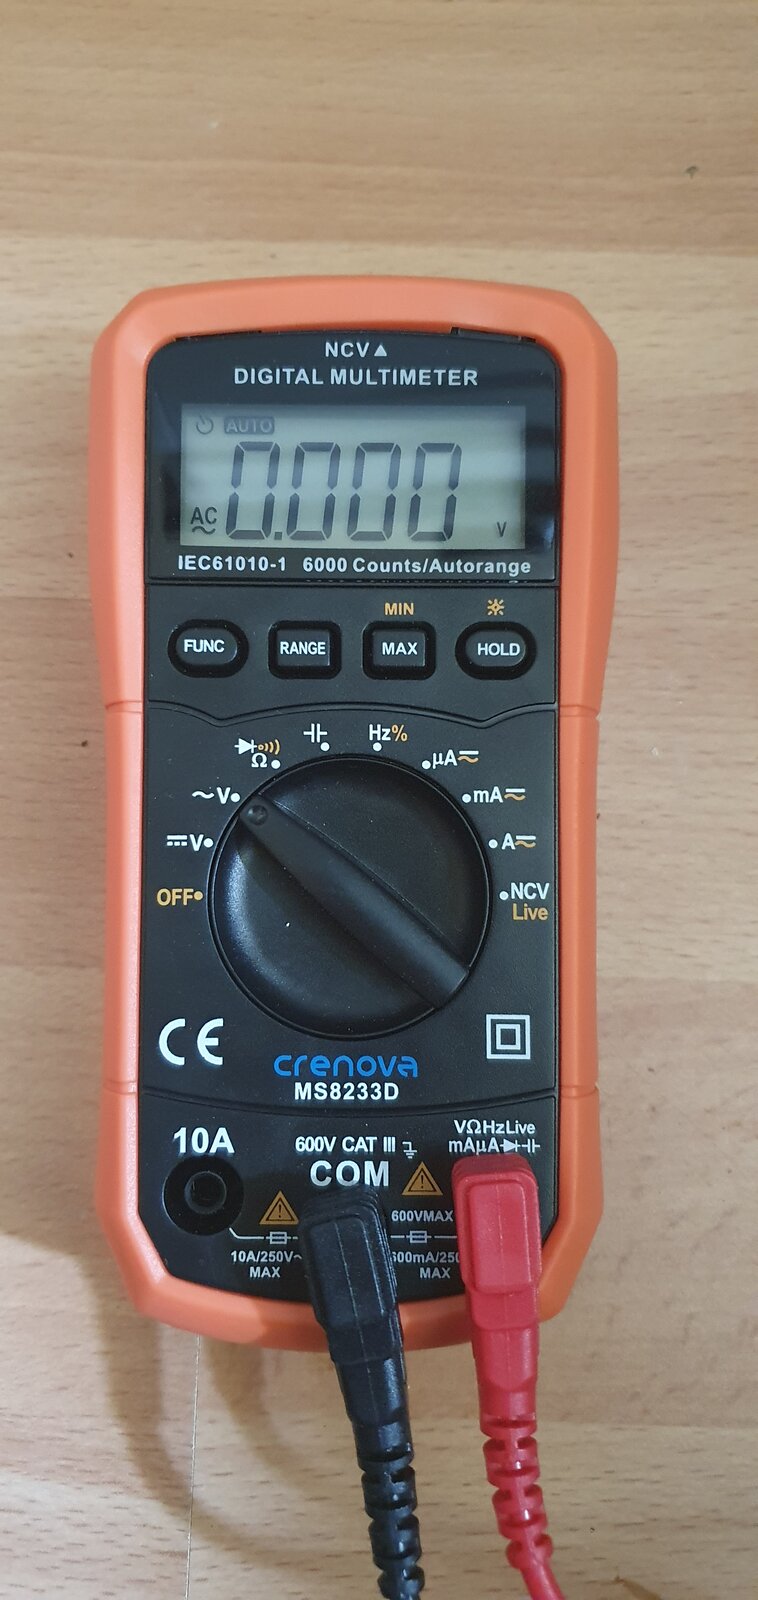 NCV▲
DIGITAL MULTIMETER
AUTO
AC 0.000 V
IEC61010-1 6000 Counts/Autorange
MIN
FUNC RANGE MAX HOLD
Ω
Hz%
µA
mA
A
NCV
Live
~V
V
OFF
CE
crenova
MS8233D
10A
600V CAT III
COM
VΩHzLive
mAµA
10A/250V~
MAX
600VMAX
MAX